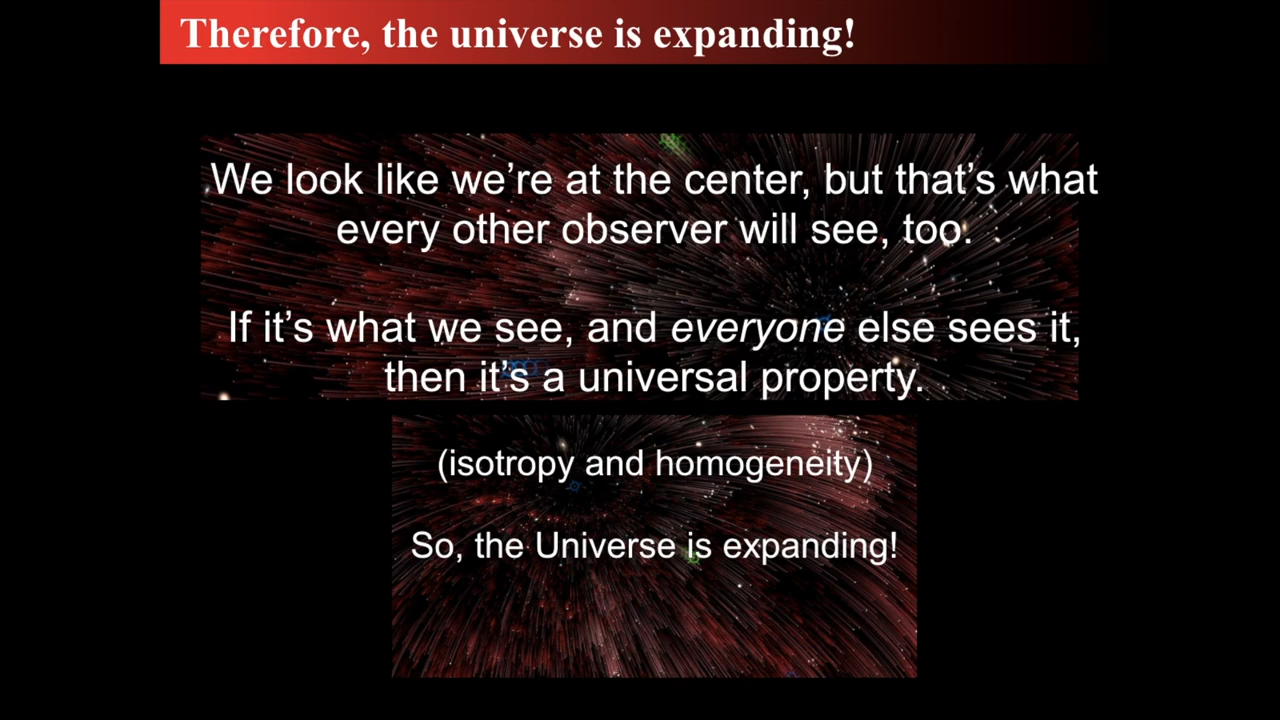 Therefore, the universe is expanding!
We look like we're at the center, but that's what
every other observer will see, too.
If it's what we see, and everyone else sees it,
then it's a universal property.
(isotropy and homogeneity)
So, the Universe is expanding!